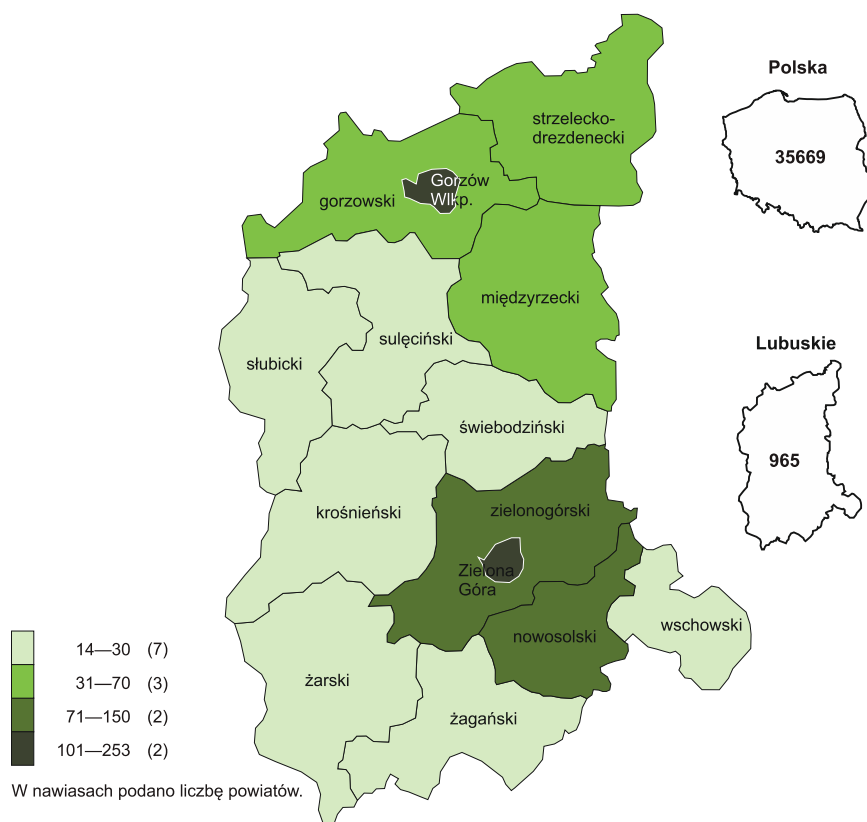 Polska
35669
strzelecko-
drezdenecki
Gorzów
Wlkp.
gorzowski
międzyrzecki
sulęciński
słubicki
Lubuskie
965
świebodziński
krośnieński
zielonogórski
Zielona
Góra
nowosolski
wschowski
żarski
żagański
14—30 (7)
31—70 (3)
71—150 (2)
101—253 (2)
W nawiasach podano liczbę powiatów.